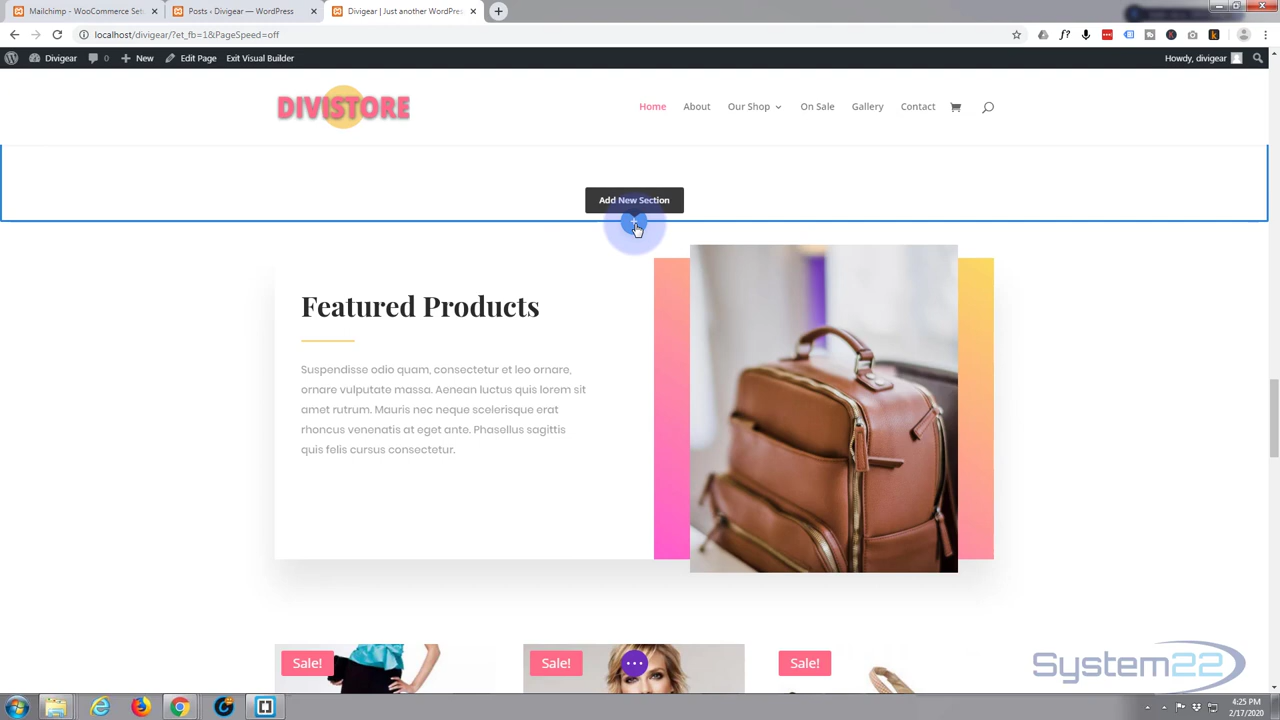 Mailchimp - WooCommerce Sett
Posts ‹ Divigear — WordPress
Divigear | Just another WordPres
localhost/divigear/?et_fb=1&PageSpeed=off
Divigear
0
New
Edit Page
Exit Visual Builder
Howdy, divigear
DIVISTORE
Home
About
Our Shop
On Sale
Gallery
Contact
Add New Section
Featured Products
Suspendisse odio quam, consectetur et leo ornare,
ornare vulputate massa. Aenean luctus quis lorem sit
amet rutrum. Mauris nec neque scelerisque erat
rhoncus venenatis at eget ante. Phasellus sagittis
quis felis cursus consectetur.
Sale!
Sale!
Sale!
System22
4:25 PM
2/17/2020